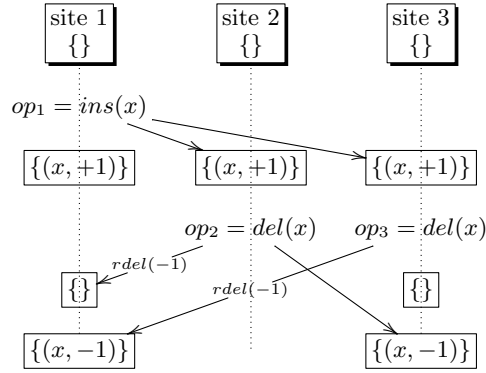 site 1 site 2 site 3
{} {} {}
op₁ = ins(x)
{(x, +1)} {(x, +1)} {(x, +1)}
op₂ = del(x) op₃ = del(x)
rdel(−1)
{} rdel(−1) {}
{(x, −1)} {(x, −1)}